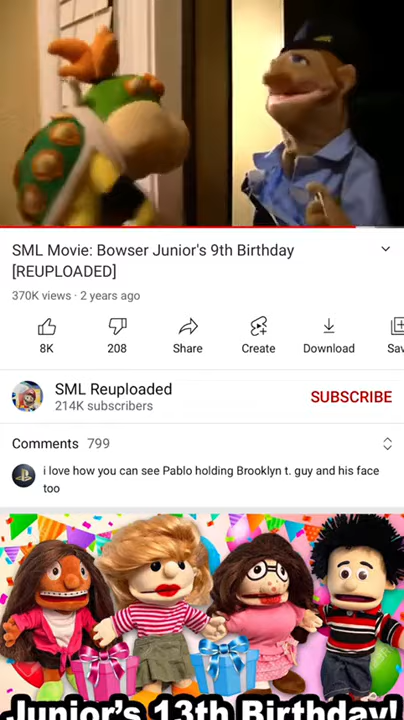 SML Movie: Bowser Junior's 9th Birthday
[REUPLOADED]
370K views · 2 years ago
8K
208
Share
Create
Download
Sav
SML Reuploaded
214K subscribers
SUBSCRIBE
Comments 799
i love how you can see Pablo holding Brooklyn t. guy and his face
too
Junior's 13th Birthday!